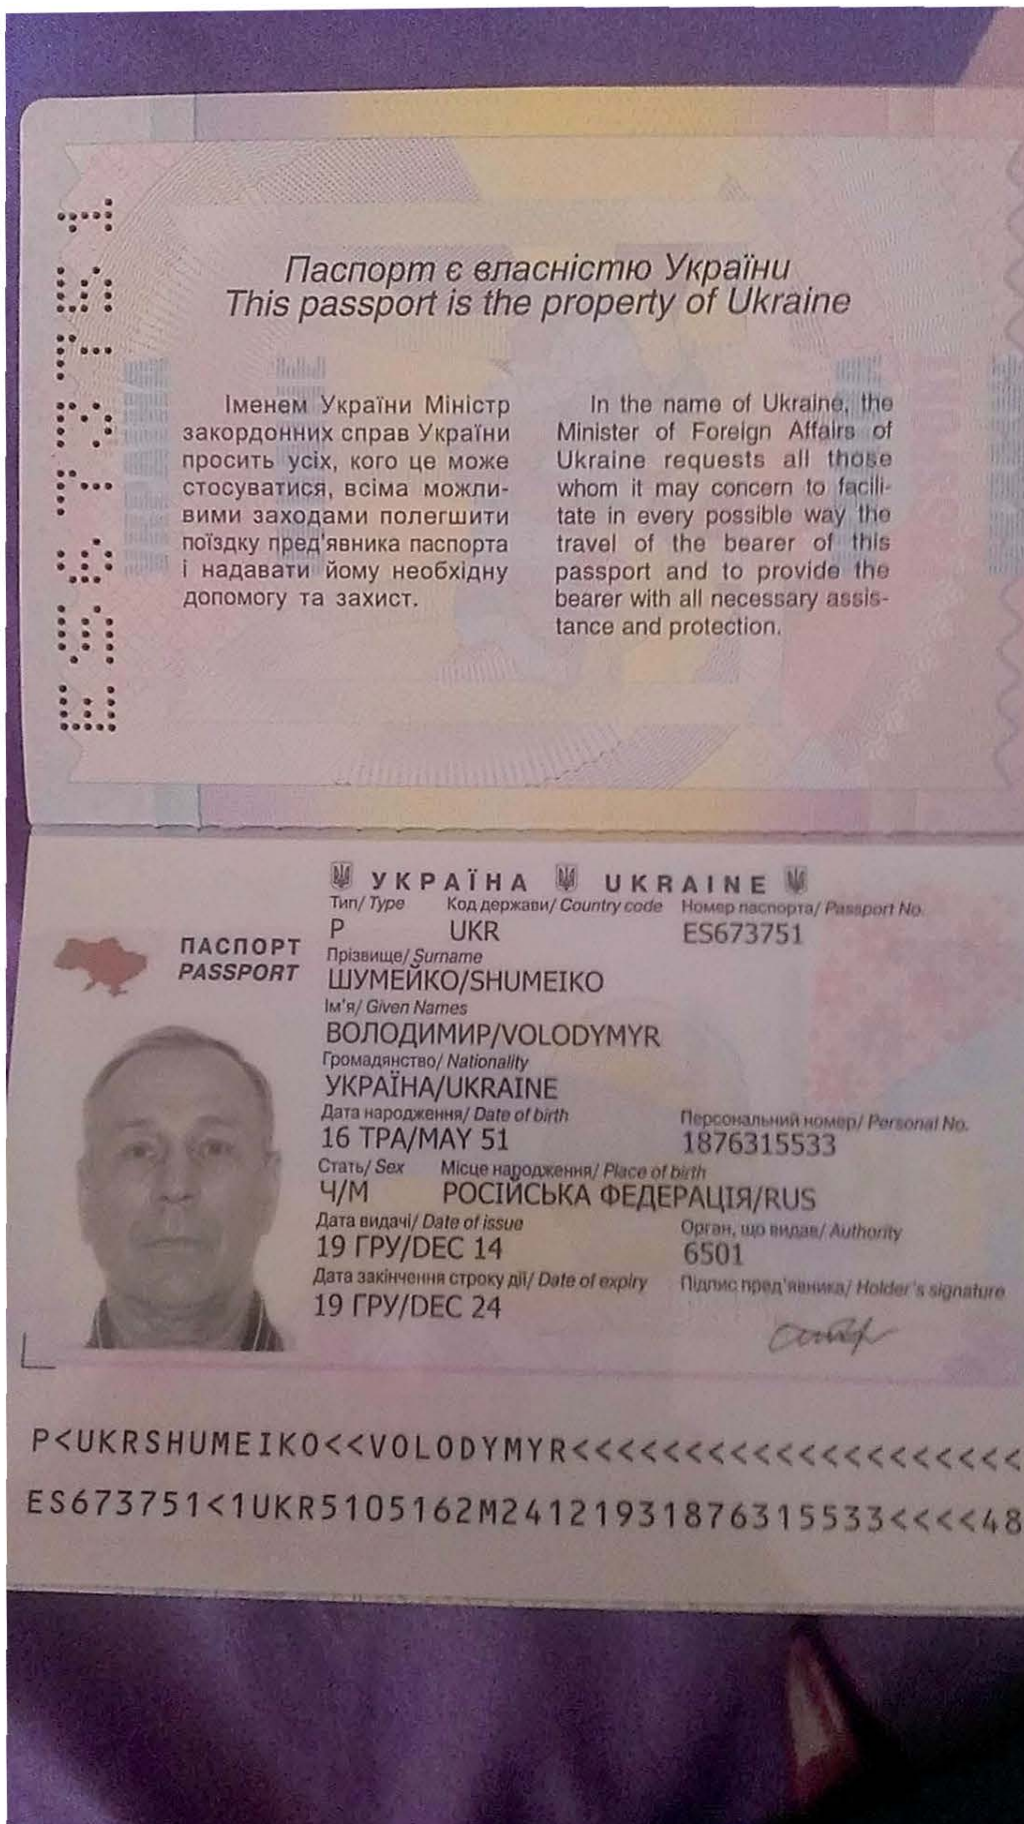 Паспорт є власністю України
This passport is the property of Ukraine
Іменем України Міністр
закордонних справ України
просить усіх, кого це може
стосуватися, всіма можли-
вими заходами полегшити
поїздку пред'явника паспорта
і надавати йому необхідну
допомогу та захист.
In the name of Ukraine, the
Minister of Foreign Affairs of
Ukraine requests all those
whom it may concern to facili-
tate in every possible way the
travel of the bearer of this
passport and to provide the
bearer with all necessary assis-
tance and protection.
УКРАЇНА UKRAINE
ПАСПОРТ
PASSPORT
Тип/ Type Код держави/ Country code Номер паспорта/ Passport No.
P UKR ES673751
Прізвище/ Surname
ШУМЕЙКО/SHUMEIKO
Ім'я/ Given Names
ВОЛОДИМИР/VOLODYMYR
Громадянство/ Nationality
УКРАЇНА/UKRAINE
Дата народження/ Date of birth Персональний номер/ Personal No.
16 ТРА/MAY 51 1876315533
Стать/ Sex Місце народження/ Place of birth
Ч/M РОСІЙСЬКА ФЕДЕРАЦІЯ/RUS
Дата видачі/ Date of issue Орган, що видав/ Authority
19 ГРУ/DEC 14 6501
Дата закінчення строку дії/ Date of expiry Підпис пред'явника/ Holder's signature
19 ГРУ/DEC 24
P<UKRSHUMEIKO<<VOLODYMYR<<<<<<<<<<<<<<<<<<<
ES673751<1UKR5105162M24121931876315533<<<<48